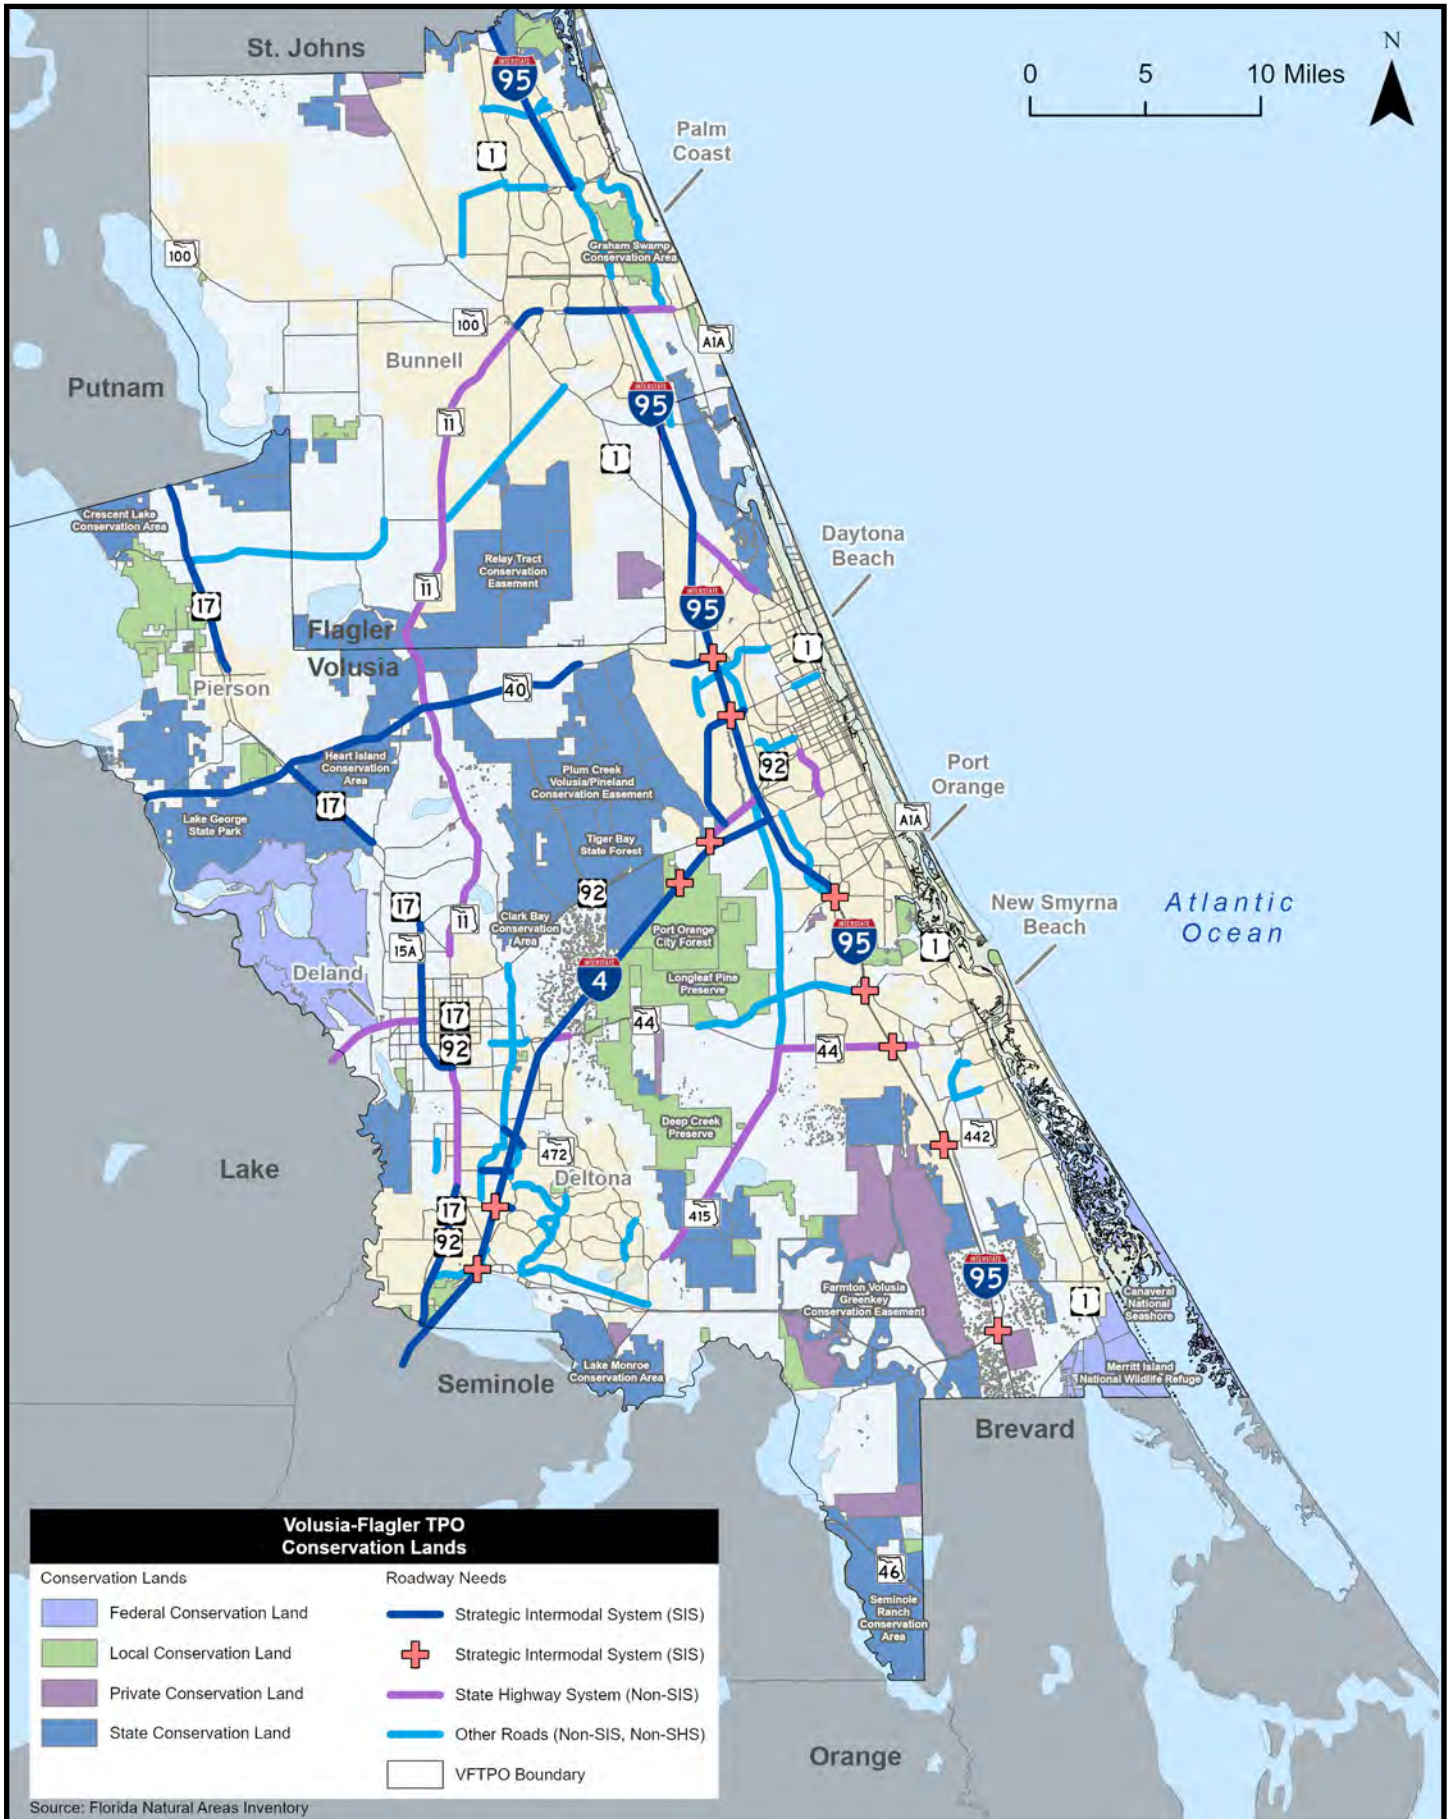 St. Johns
INTERSTATE
95
0 5 10 Miles
N
1
Palm
Coast
100
Graham Swamp
Conservation Area
100
A1A
Bunnell
Putnam
INTERSTATE
95
11
1
Crescent Lake
Conservation Area
Daytona
Beach
Relay Tract
Conservation
Easement
11
17
INTERSTATE
95
Flagler
Volusia
1
Pierson
40
Heart Island
Conservation
Area
92
Plum Creek
Volusia/Pineland
Conservation Easement
Port
Orange
17
Lake George
State Park
A1A
Tiger Bay
State Forest
92
17
11
Clark Bay
Conservation
Area
New Smyrna
Beach
Atlantic
Ocean
Port Orange
City Forest
INTERSTATE
95
1
15A
Deland
INTERSTATE
4
Longleaf Pine
Preserve
17
44
92
44
Deep Creek
Preserve
442
472
Lake
Deltona
17
415
92
INTERSTATE
95
Farmton Volusia
Greenkey
Conservation Easement
1
Canaveral
National
Seashore
Lake Monroe
Conservation Area
Merritt Island
National Wildlife Refuge
Seminole
Brevard
46
Seminole
Ranch
Conservation
Area
Orange
Volusia-Flagler TPO
Conservation Lands
Conservation Lands
Federal Conservation Land
Local Conservation Land
Private Conservation Land
State Conservation Land
Roadway Needs
Strategic Intermodal System (SIS)
Strategic Intermodal System (SIS)
State Highway System (Non-SIS)
Other Roads (Non-SIS, Non-SHS)
VFTPO Boundary
Source: Florida Natural Areas Inventory